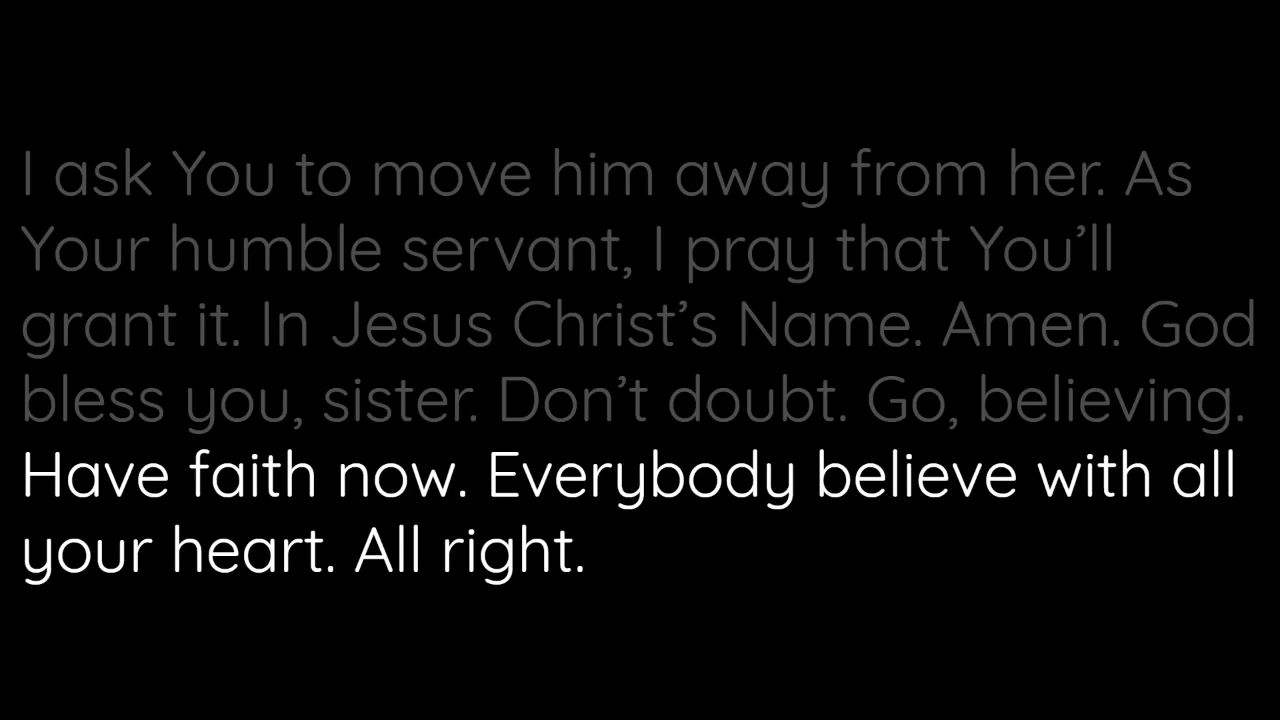 I ask You to move him away from her. As
Your humble servant, I pray that You’ll
grant it. In Jesus Christ’s Name. Amen. God
bless you, sister. Don’t doubt. Go, believing.
Have faith now. Everybody believe with all
your heart. All right.